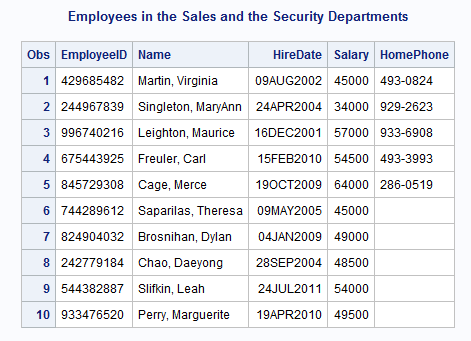 Employees in the Sales and the Security Departments
Obs EmployeeID Name HireDate Salary HomePhone
1 429685482 Martin, Virginia 09AUG2002 45000 493-0824
2 244967839 Singleton, MaryAnn 24APR2004 34000 929-2623
3 996740216 Leighton, Maurice 16DEC2001 57000 933-6908
4 675443925 Freuler, Carl 15FEB2010 54500 493-3993
5 845729308 Cage, Merce 19OCT2009 64000 286-0519
6 744289612 Saparilas, Theresa 09MAY2005 45000
7 824904032 Brosnihan, Dylan 04JAN2009 49000
8 242779184 Chao, Daeyong 28SEP2004 48500
9 544382887 Slifkin, Leah 24JUL2011 54000
10 933476520 Perry, Marguerite 19APR2010 49500